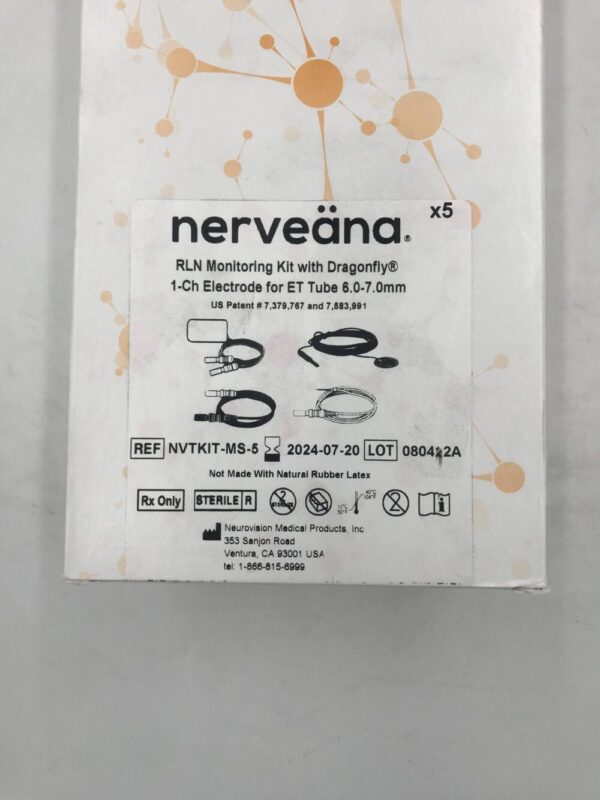 x5
nerveäna®
RLN Monitoring Kit with Dragonfly®
1-Ch Electrode for ET Tube 6.0-7.0mm
US Patent # 7,379,767 and 7,583,991
REF NVTKIT-MS-5 2024-07-20 LOT 080422A
Not Made With Natural Rubber Latex
Rx Only STERILE R 2
Neurovision Medical Products, Inc
353 Sanjon Road
Ventura, CA 93001 USA
tel: 1-866-815-6999